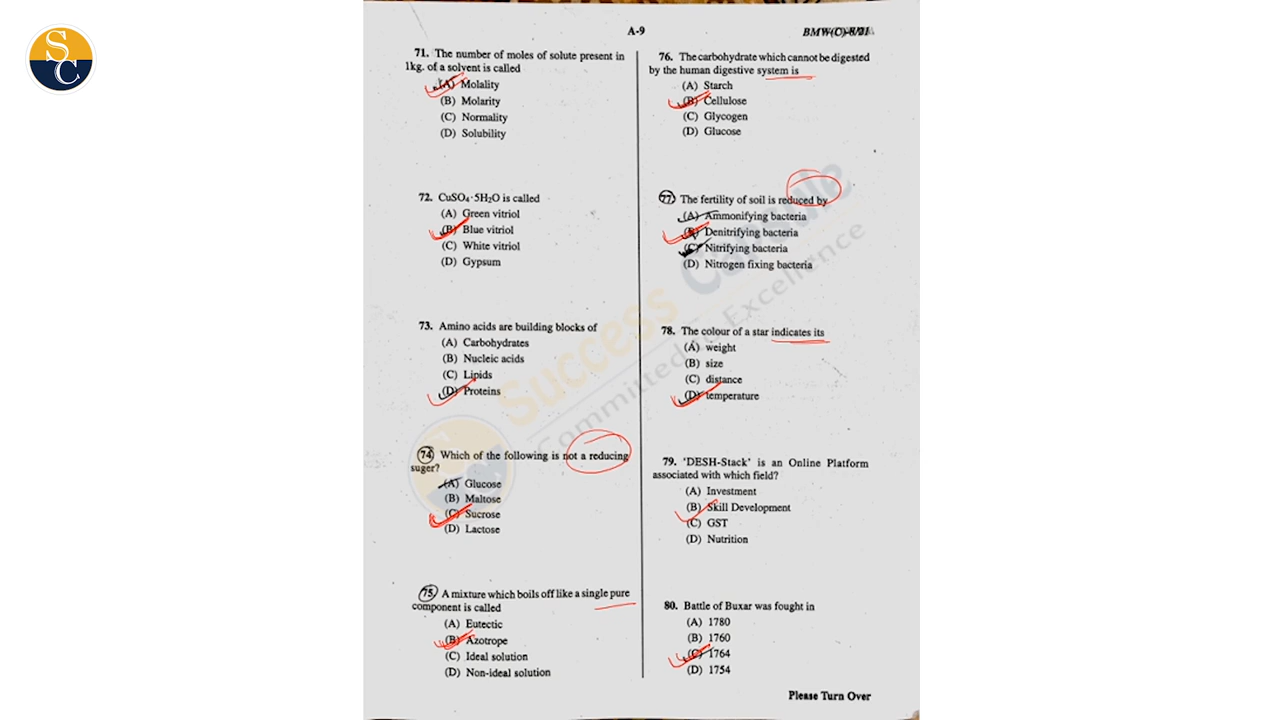 S
C
A-9
71. The number of moles of solute present in
1kg. of a solvent is called
(A) Molality
(B) Molarity
(C) Normality
(D) Solubility
72. CuSO₄·5H₂O is called
(A) Green vitriol
(B) Blue vitriol
(C) White vitriol
(D) Gypsum
73. Amino acids are building blocks of
(A) Carbohydrates
(B) Nucleic acids
(C) Lipids
(D) Proteins
74. Which of the following is not a reducing
suger?
(A) Glucose
(B) Maltose
(C) Sucrose
(D) Lactose
75. A mixture which boils off like a single pure
component is called
(A) Eutectic
(B) Azotrope
(C) Ideal solution
(D) Non-ideal solution
76. The carbohydrate which cannot be digested
by the human digestive system is
(A) Starch
(B) Cellulose
(C) Glycogen
(D) Glucose
77. The fertility of soil is reduced by
(A) Ammonifying bacteria
(B) Denitrifying bacteria
(C) Nitrifying bacteria
(D) Nitrogen fixing bacteria
78. The colour of a star indicates its
(A) weight
(B) size
(C) distance
(D) temperature
79. 'DESH-Stack' is an Online Platform
associated with which field?
(A) Investment
(B) Skill Development
(C) GST
(D) Nutrition
80. Battle of Buxar was fought in
(A) 1780
(B) 1760
(C) 1764
(D) 1754
Please Turn Over
Success Capsule
Committed to Excellence